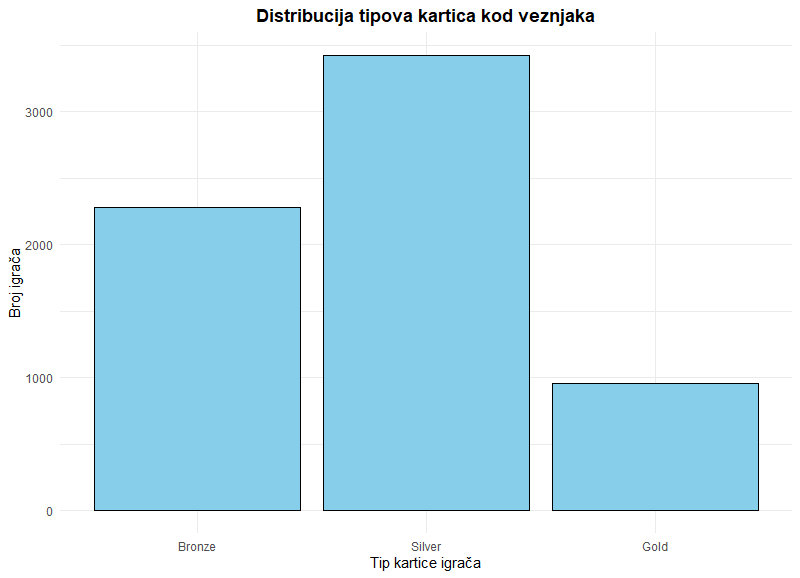 Distribucija tipova kartica kod veznjaka
Broj igrača
3000
2000
1000
0
Bronze
Silver
Gold
Tip kartice igrača